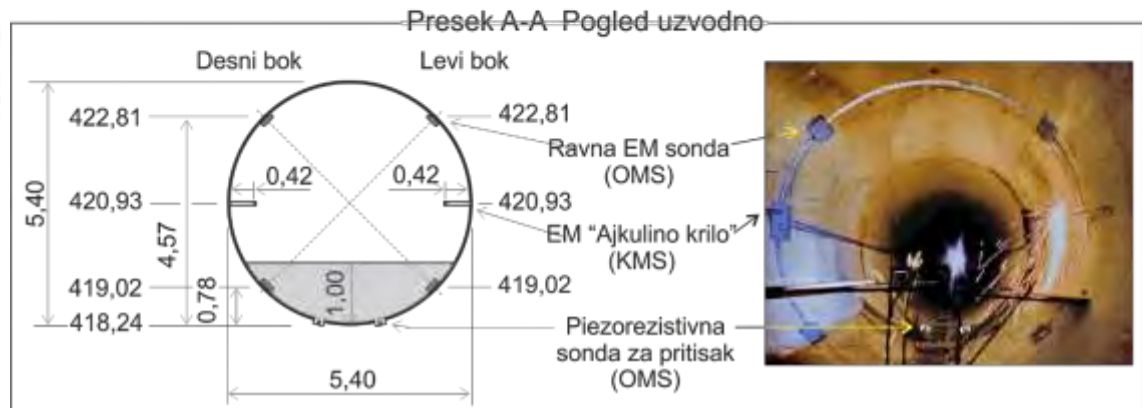 Presek A-A Pogled uzvodno
Desni bok
Levi bok
422,81
422,81
Ravna EM sonda
(OMS)
0,42
0,42
5,40
420,93
420,93
4,57
EM "Ajkulino krilo"
(KMS)
419,02
419,02
0,78
1,00
418,24
Piezorezistivna
sonda za pritisak
(OMS)
5,40